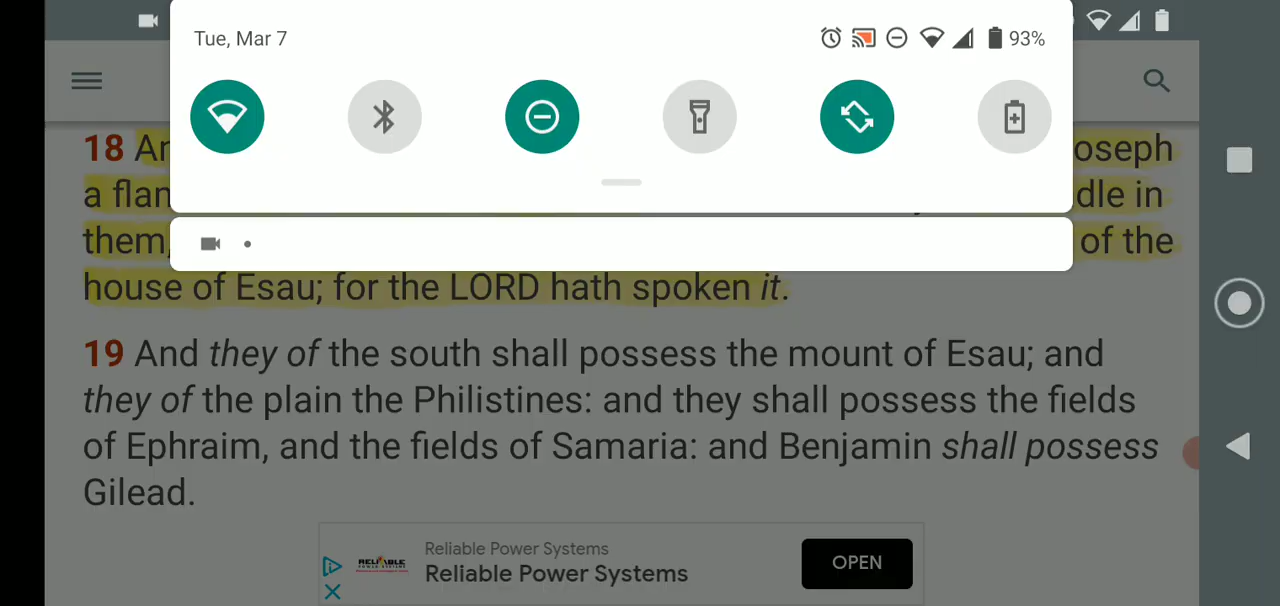 Tue, Mar 7
93%
18 An
oseph
a flan
dle in
them,
of the
house of Esau; for the LORD hath spoken it.
19 And they of the south shall possess the mount of Esau; and
they of the plain the Philistines: and they shall possess the fields
of Ephraim, and the fields of Samaria: and Benjamin shall possess
Gilead.
Reliable Power Systems
RELIABLE
Reliable Power Systems
OPEN